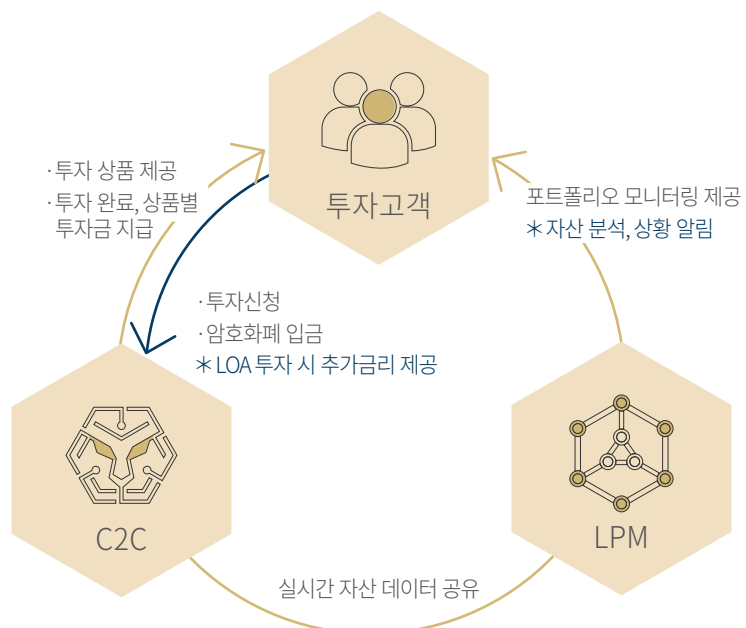 투자고객
·투자 상품 제공
·투자 완료, 상품별
투자금 지급
포트폴리오 모니터링 제공
＊자산 분석, 상황 알림
·투자신청
·암호화폐 입금
＊LOA 투자 시 추가금리 제공
C2C
LPM
실시간 자산 데이터 공유